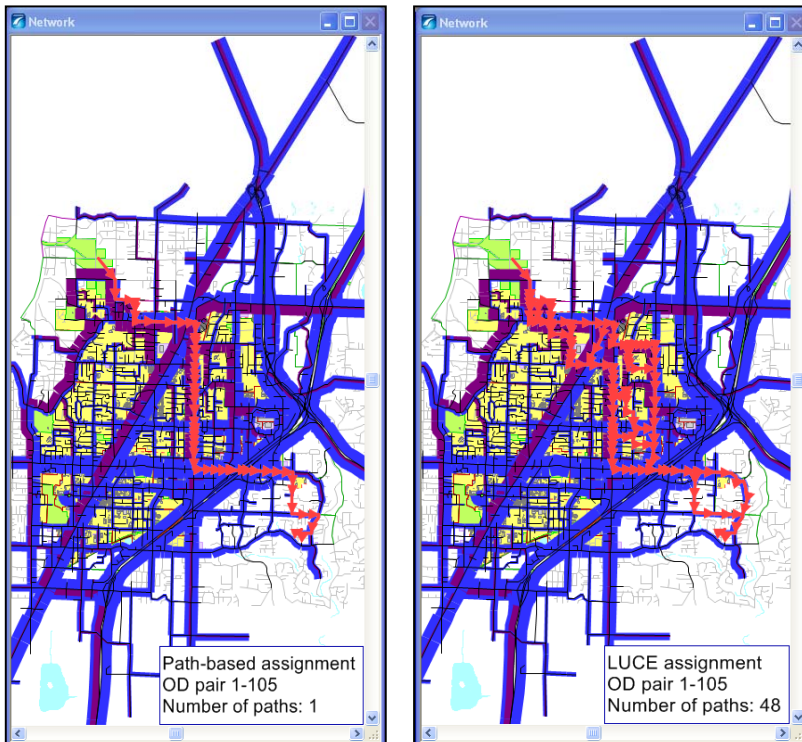 Network
Path-based assignment
OD pair 1-105
Number of paths: 1
Network
LUCE assignment
OD pair 1-105
Number of paths: 48